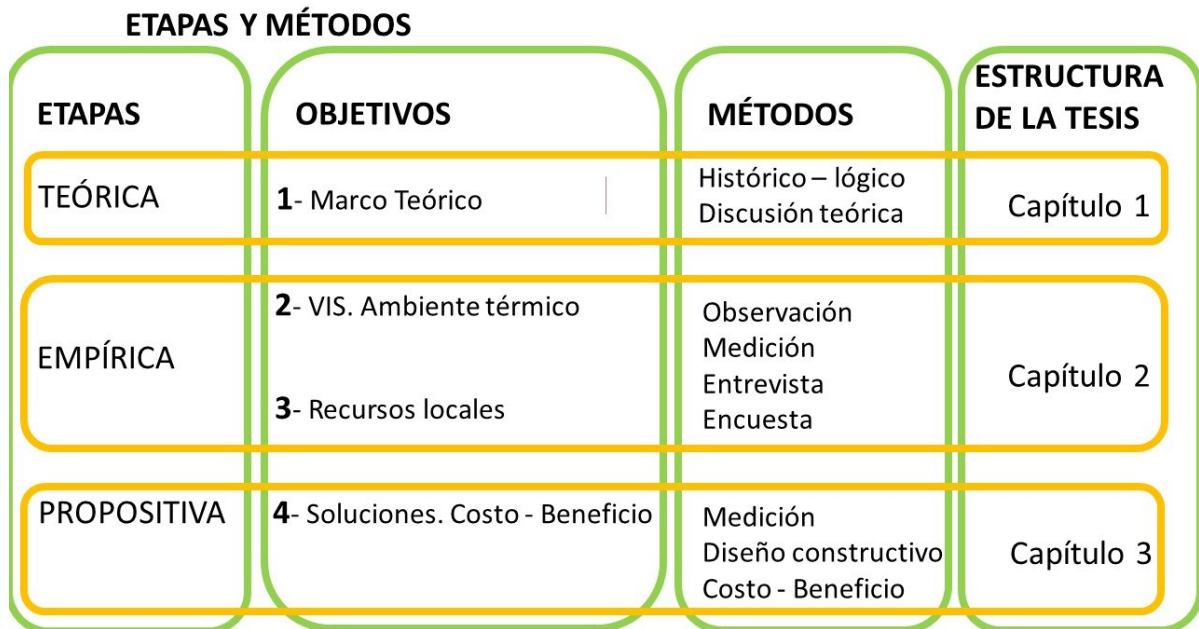 ETAPAS Y MÉTODOS
ETAPAS
OBJETIVOS
MÉTODOS
ESTRUCTURA
DE LA TESIS
TEÓRICA
1- Marco Teórico
Histórico – lógico
Discusión teórica
Capítulo 1
EMPÍRICA
2- VIS. Ambiente térmico
3- Recursos locales
Observación
Medición
Entrevista
Encuesta
Capítulo 2
PROPOSITIVA
4- Soluciones. Costo - Beneficio
Medición
Diseño constructivo
Costo - Beneficio
Capítulo 3